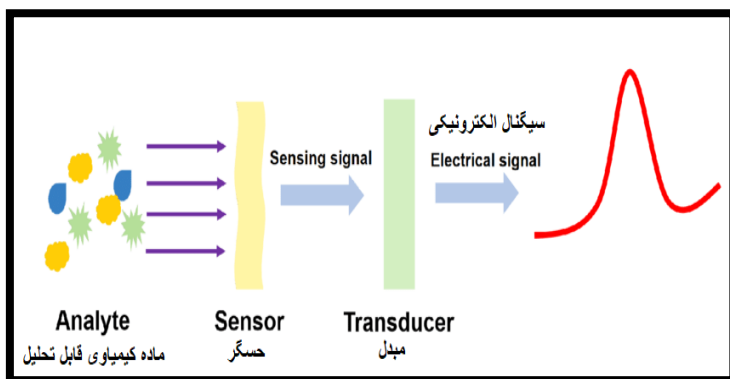 سیگنال الکترونیکی
Sensing signal
Electrical signal
Analyte
Sensor
Transducer
ماده کیمیاوی قابل تحلیل
حسگر
مبدل